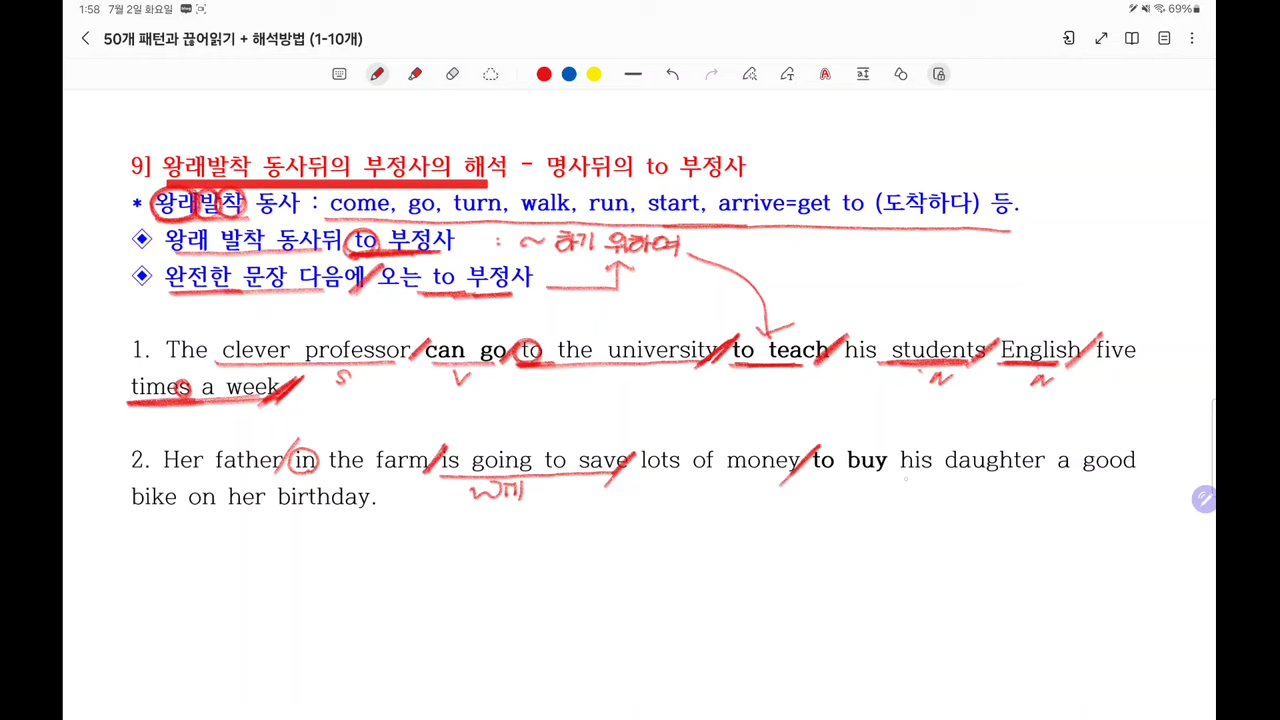 1:58 7월 2일 화요일 69%
50개 패턴과 끊어읽기 + 해석방법 (1-10개)
9] 왕래발착 동사뒤의 부정사의 해석 - 명사뒤의 to 부정사
* 왕래발착 동사 : come, go, turn, walk, run, start, arrive=get to (도착하다) 등.
◈ 왕래 발착 동사뒤 to 부정사 : ~ 하기 위하여
◈ 완전한 문장 다음에 오는 to 부정사
1. The clever professor can go to the university to teach his students English five
S V N N
times a week
2. Her father in the farm is going to save lots of money to buy his daughter a good
will
bike on her birthday.